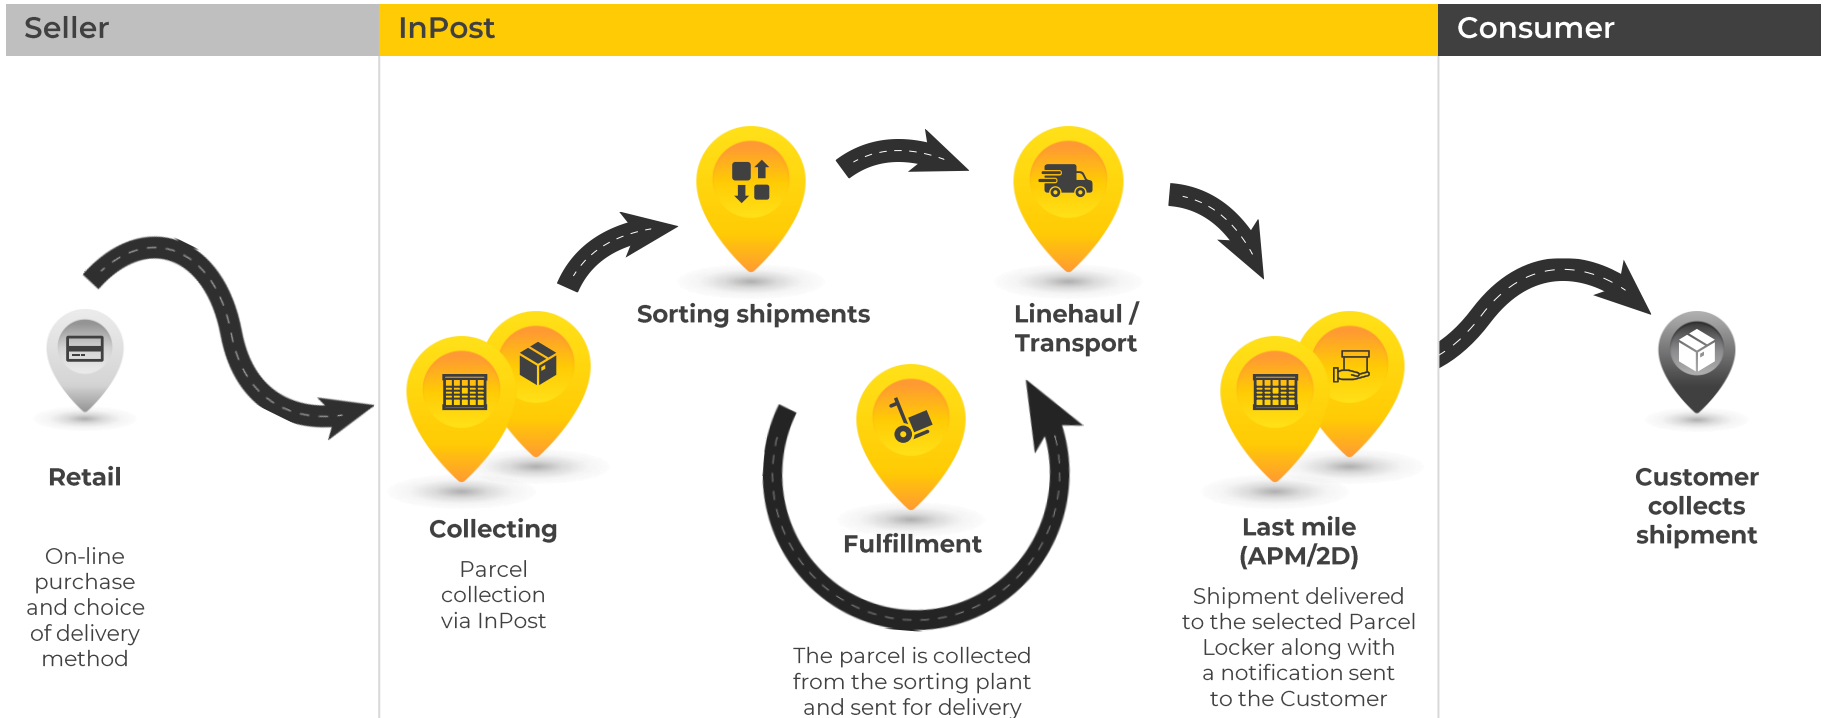 Seller
InPost
Consumer
Retail
On-line
purchase
and choice
of delivery
method
Collecting
Parcel
collection
via InPost
Sorting shipments
Linehaul /
Transport
Fulfillment
The parcel is collected
from the sorting plant
and sent for delivery
Last mile
(APM/2D)
Shipment delivered
to the selected Parcel
Locker along with
a notification sent
to the Customer
Customer
collects
shipment